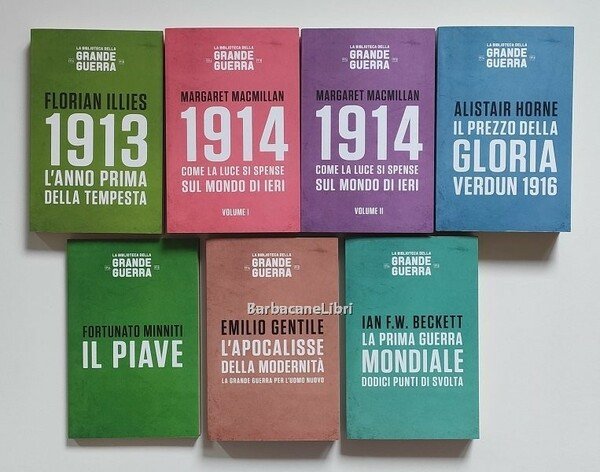 LA BIBLIOTECA DELLA
GRANDE
GUERRA
FLORIAN ILLIES
1913
L'ANNO PRIMA
DELLA TEMPESTA
LA BIBLIOTECA DELLA
GRANDE
GUERRA
MARGARET MACMILLAN
1914
COME LA LUCE SI SPENSE
SUL MONDO DI IERI
VOLUME I
LA BIBLIOTECA DELLA
GRANDE
GUERRA
MARGARET MACMILLAN
1914
COME LA LUCE SI SPENSE
SUL MONDO DI IERI
VOLUME II
LA BIBLIOTECA DELLA
GRANDE
GUERRA
ALISTAIR HORNE
IL PREZZO DELLA
GLORIA
VERDUN 1916
LA BIBLIOTECA DELLA
GRANDE
GUERRA
FORTUNATO MINNITI
IL PIAVE
LA BIBLIOTECA DELLA
GRANDE
GUERRA
BarbacaneLibri
EMILIO GENTILE
L'APOCALISSE
DELLA MODERNITÀ
LA GRANDE GUERRA PER L'UOMO NUOVO
LA BIBLIOTECA DELLA
GRANDE
GUERRA
IAN F.W. BECKETT
LA PRIMA GUERRA
MONDIALE
DODICI PUNTI DI SVOLTA